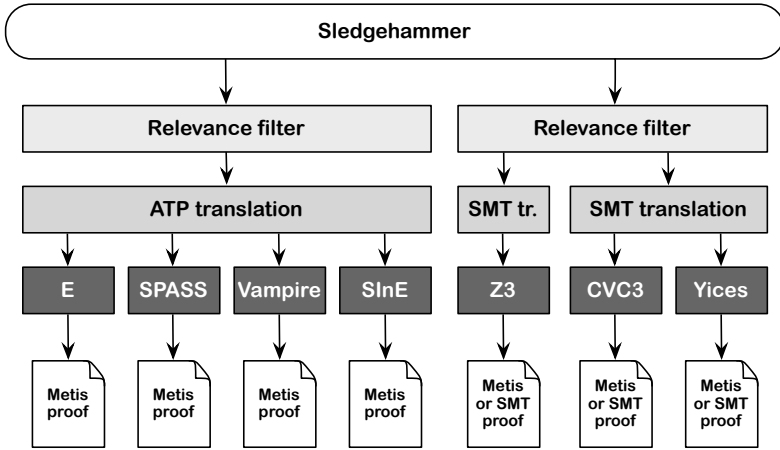 Sledgehammer
Relevance filter
Relevance filter
ATP translation
SMT tr.
SMT translation
E
SPASS
Vampire
SInE
Z3
CVC3
Yices
Metis
proof
Metis
proof
Metis
proof
Metis
proof
Metis
or SMT
proof
Metis
or SMT
proof
Metis
or SMT
proof